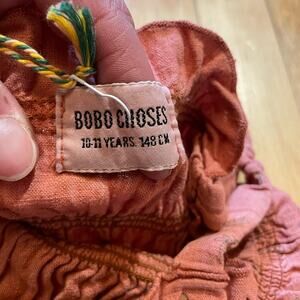 BOBO CHOSES
10-11 YEARS. 148 CM